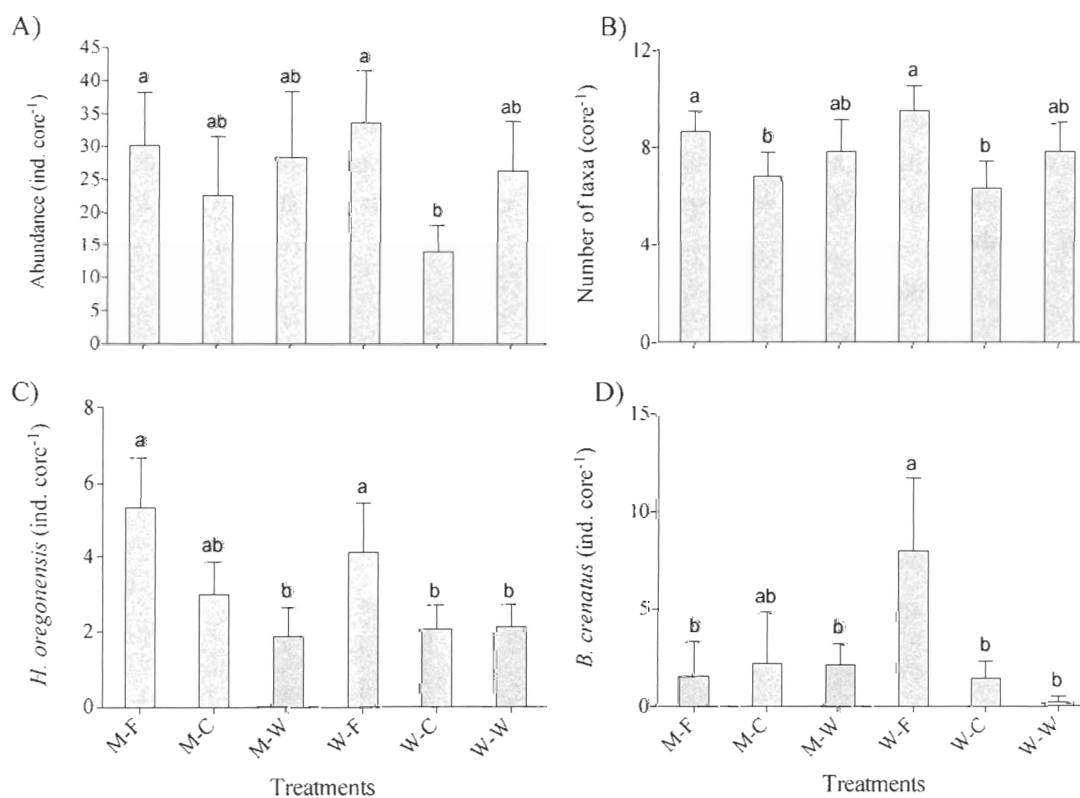 A)
Abundance (ind. core⁻¹)
45
40
35
30
25
20
15
10
5
0
a
ab
ab
a
b
ab
B)
Number of taxa (core⁻¹)
12
8
4
0
a
b
ab
a
b
ab
C)
H. oregonensis (ind. core⁻¹)
8
6
4
2
0
a
ab
b
a
b
b
M-F
M-C
M-W
W-F
W-C
W-W
Treatments
D)
B. crenatus (ind. core⁻¹)
15
10
5
0
b
ab
b
a
b
b
M-F
M-C
M-W
W-F
W-C
W-W
Treatments